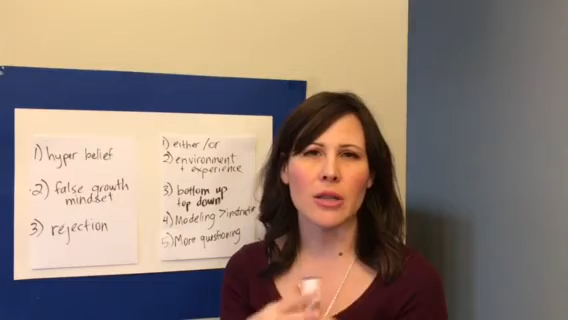 1) hyper belief
2) false growth
mindset
3) rejection
1) either/or
2) environment
+ experience
3) bottom up
top down
4) Modeling >
5) More questioning